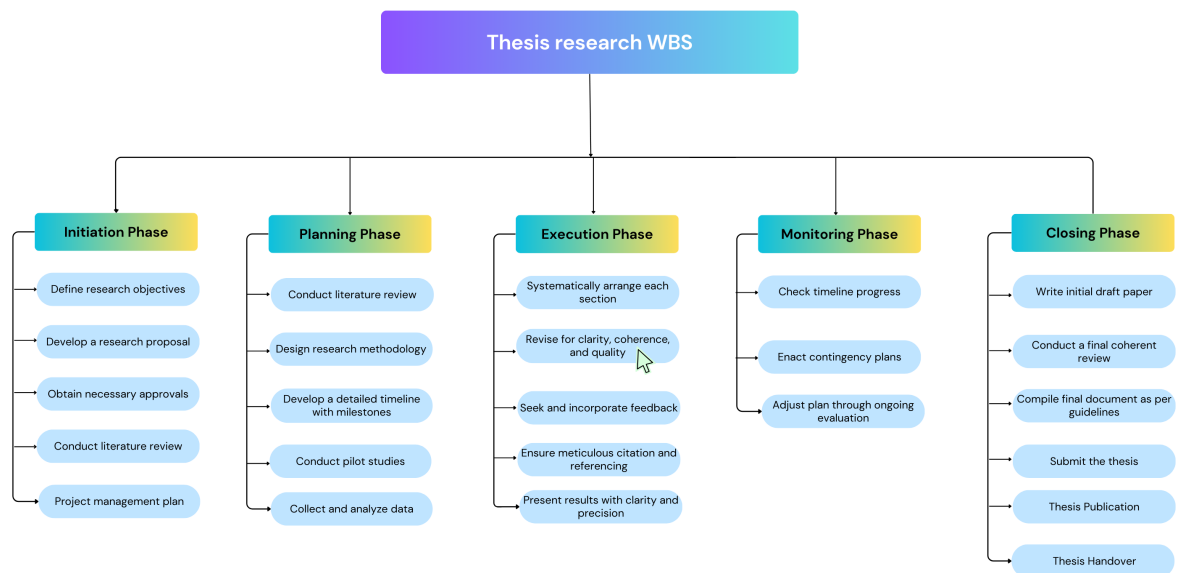 Thesis research WBS
Initiation Phase
Define research objectives
Develop a research proposal
Obtain necessary approvals
Conduct literature review
Project management plan
Planning Phase
Conduct literature review
Design research methodology
Develop a detailed timeline
with milestones
Conduct pilot studies
Collect and analyze data
Execution Phase
Systematically arrange each
section
Revise for clarity, coherence,
and quality
Seek and incorporate feedback
Ensure meticulous citation and
referencing
Present results with clarity and
precision
Monitoring Phase
Check timeline progress
Enact contingency plans
Adjust plan through ongoing
evaluation
Closing Phase
Write initial draft paper
Conduct a final coherent
review
Compile final document as per
guidelines
Submit the thesis
Thesis Publication
Thesis Handover